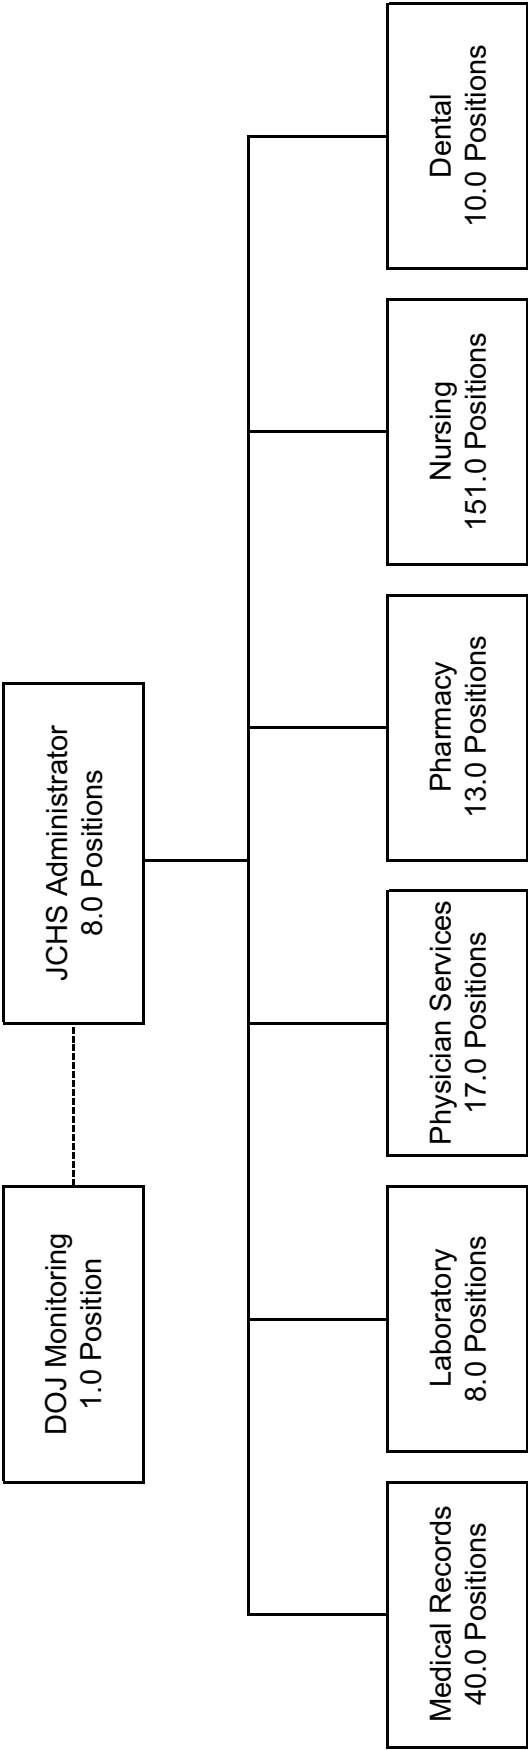 DOJ Monitoring
1.0 Position
JCHS Administrator
8.0 Positions
Medical Records
40.0 Positions
Laboratory
8.0 Positions
Physician Services
17.0 Positions
Pharmacy
13.0 Positions
Nursing
151.0 Positions
Dental
10.0 Positions